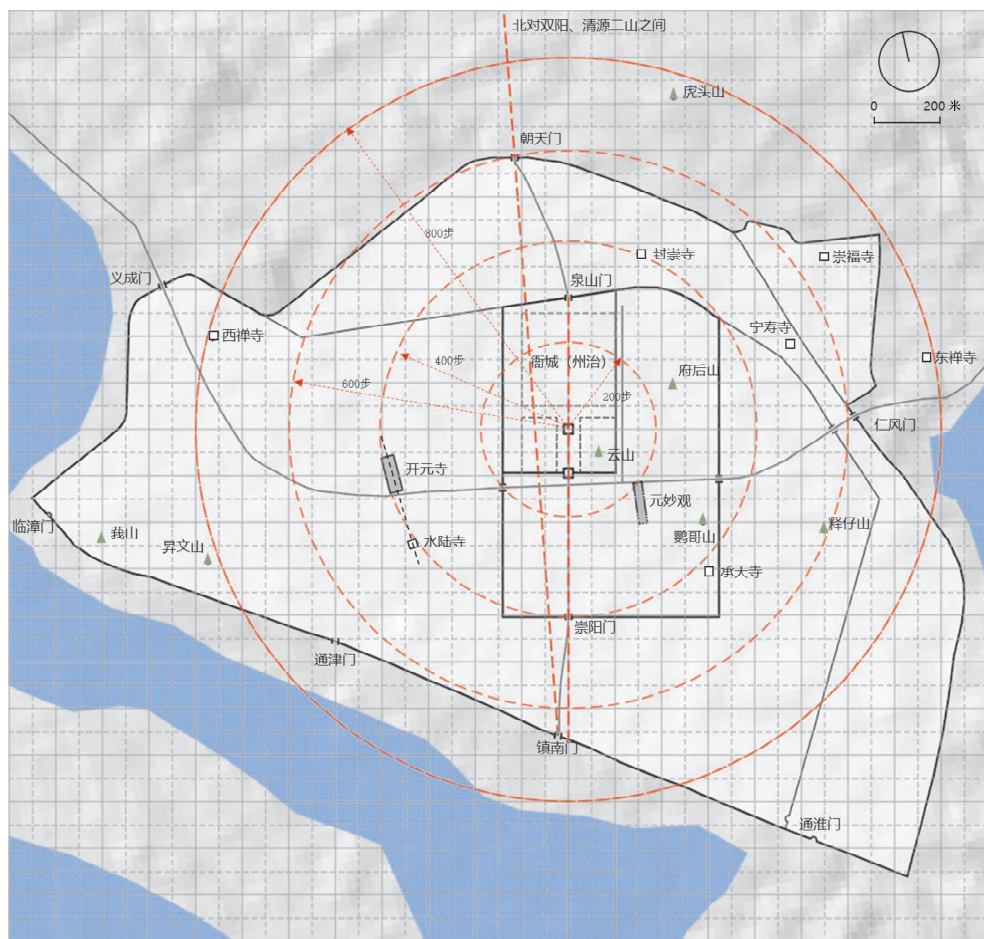 北对双阳、清源二山之间
虎头山
0 200 米
朝天门
800步
封崇寺
崇福寺
义成门
泉山门
西禅寺
宁寿寺
东禅寺
400步
衙城（州治）
600步
府后山
200步
仁风门
云山
开元寺
元妙观
临漳门
莪山
昇文山
水陆寺
鹦哥山
释仔山
承天寺
崇阳门
通津门
镇南门
通淮门